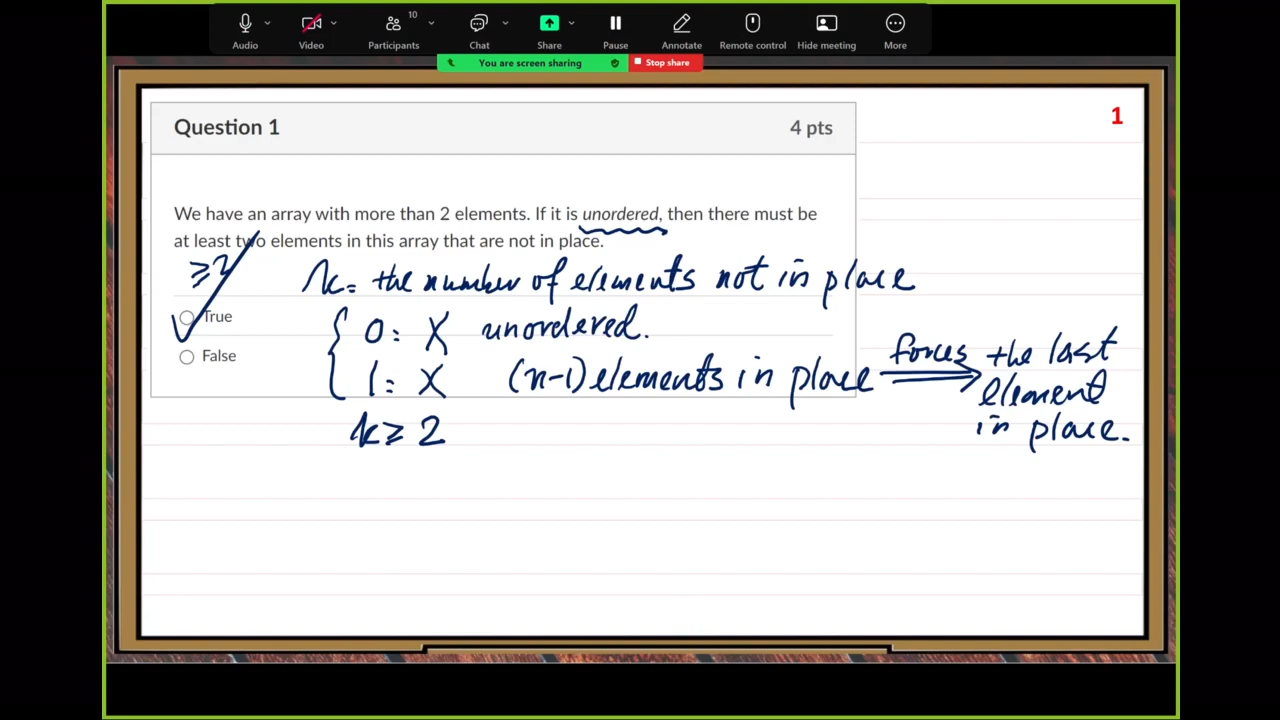 10
Audio Video Participants Chat Share Pause Annotate Remote control Hide meeting More
You are screen sharing Stop share
1
Question 1 4 pts
We have an array with more than 2 elements. If it is unordered, then there must be
at least two elements in this array that are not in place.
≥2 k= the number of elements not in place
True { 0: X unordered.
False 1: X (n-1) elements in place forces ⇒ the last
element
k≥2 in place.